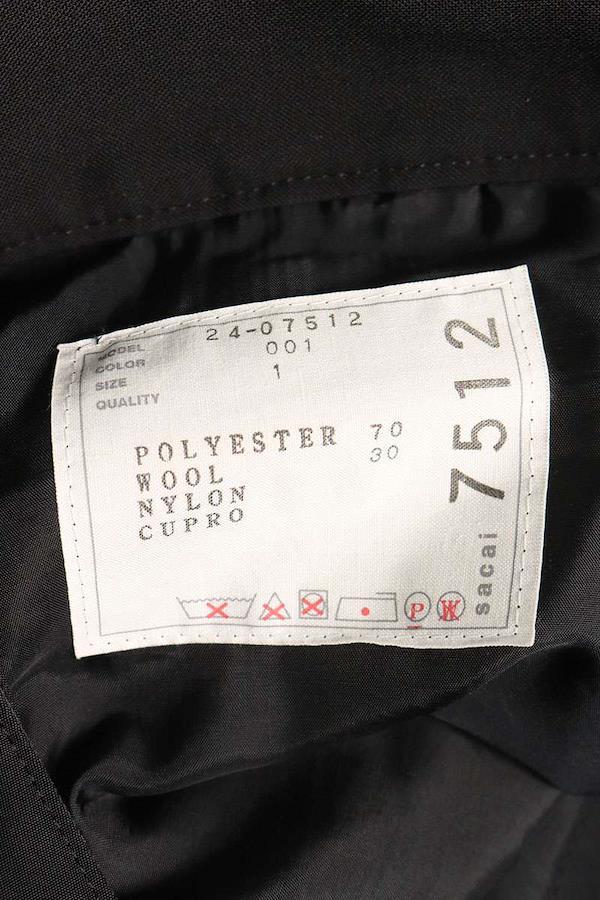 MODEL 24-07512
COLOR 001
SIZE 1
QUALITY
POLYESTER 70
WOOL 30
NYLON
CUPRO
7512
sacai
P
W